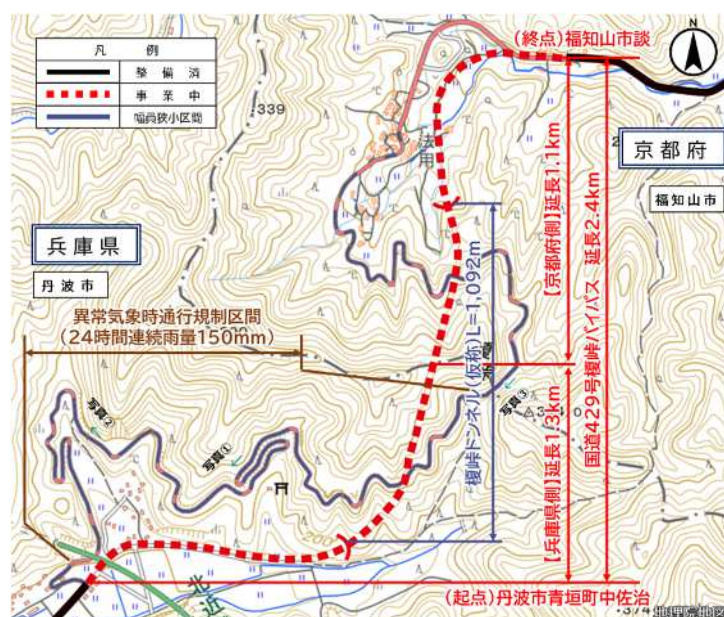 凡 例
整備済
事業中
幅員狭小区間
(終点)福知山市談
N
339
法用
京都府
福知山市
兵庫県
丹波市
【京都府側】延長1.1km
国道429号榎峠バイパス 延長2.4km
異常気象時通行規制区間
(24時間連続雨量150mm)
榎峠トンネル(仮称)L=1,092m
写真③
写真②
写真①
【兵庫県側】延長1.3km
200
北近
(起点)丹波市青垣町中佐治
地理院地図